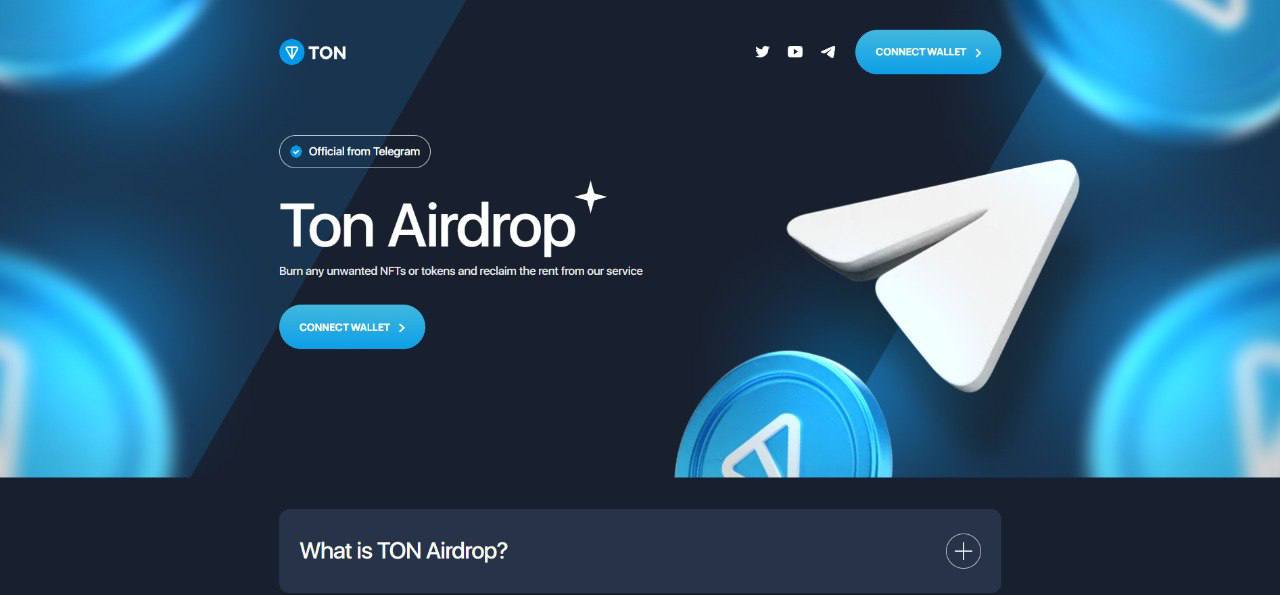 TON
CONNECT WALLET
Official from Telegram
Ton Airdrop
Burn any unwanted NFTs or tokens and reclaim the rent from our service
CONNECT WALLET
What is TON Airdrop?